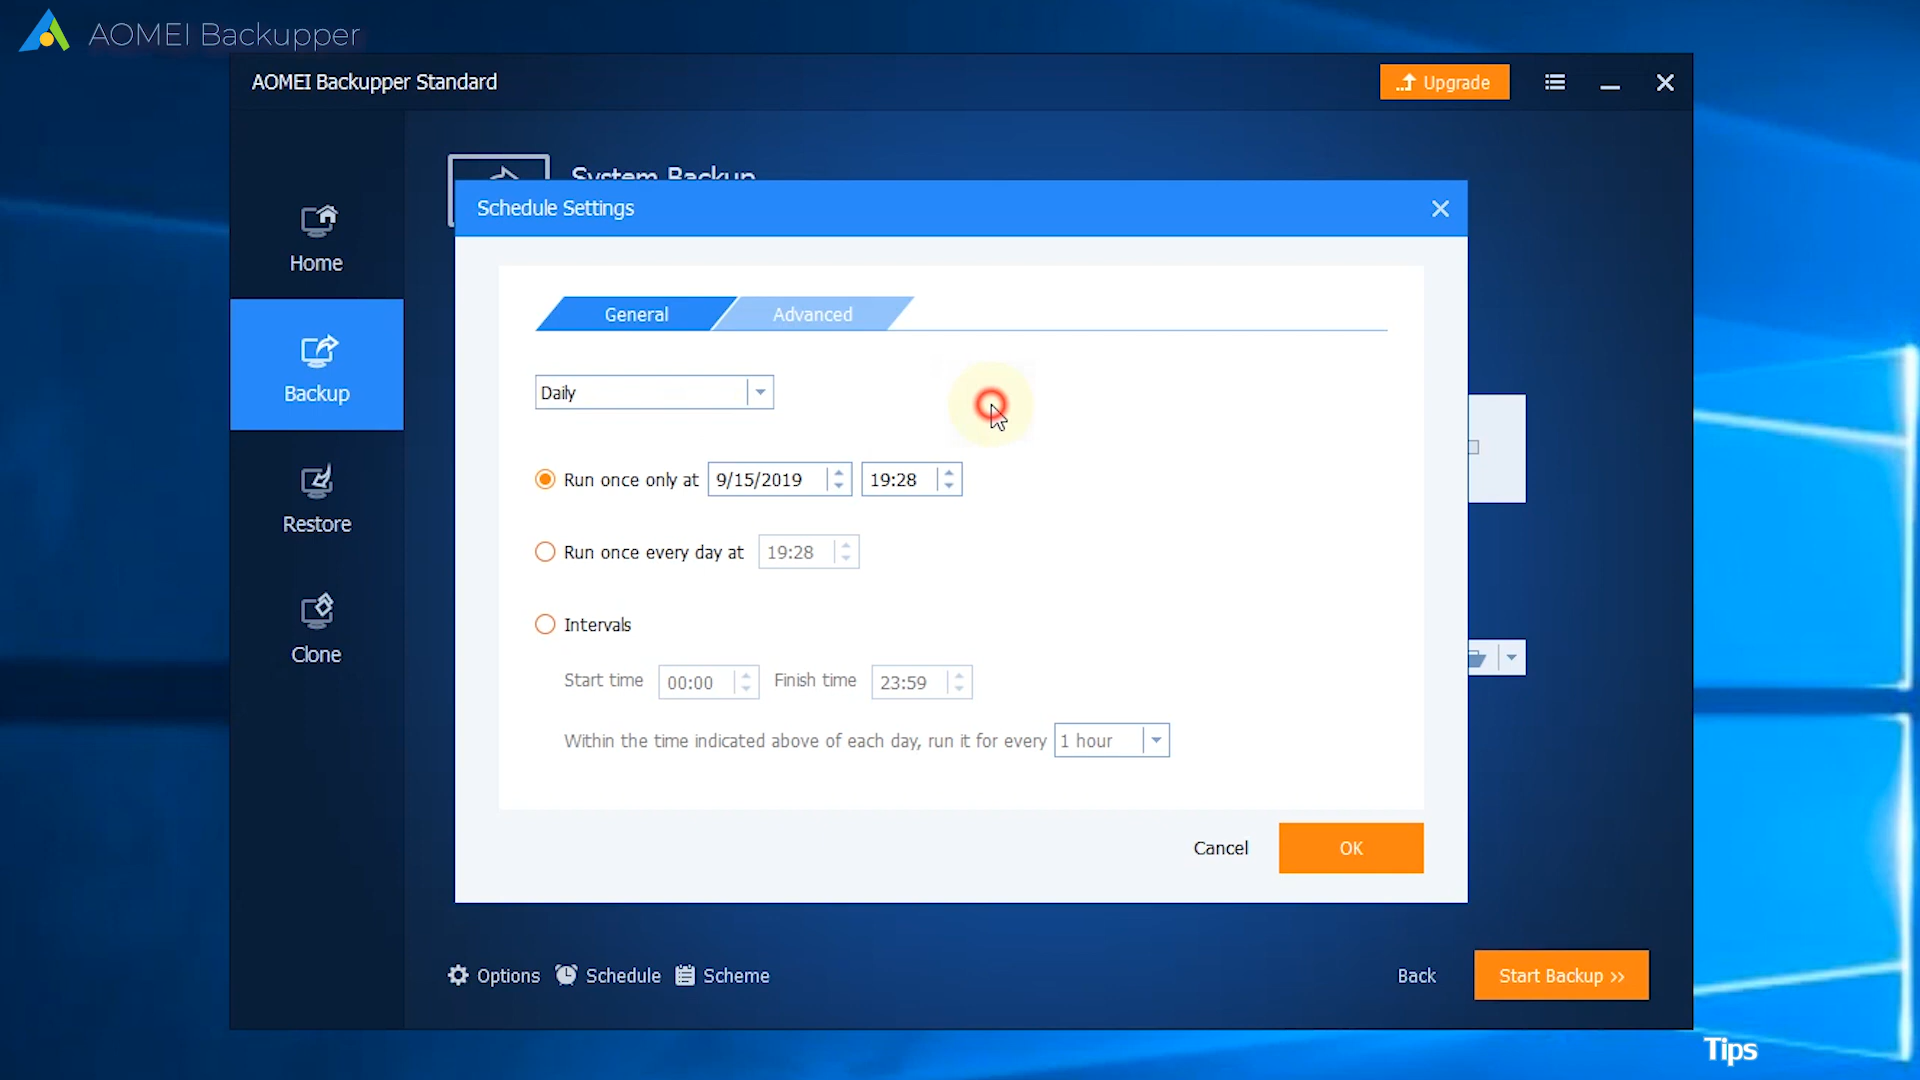 AOMEI Backupper
AOMEI Backupper Standard
Upgrade
System Backup
Schedule Settings
Home
General
Advanced
Backup
Daily
Run once only at 9/15/2019 19:28
Restore
Run once every day at 19:28
Intervals
Clone
Start time 00:00 Finish time 23:59
Within the time indicated above of each day, run it for every 1 hour
Cancel
OK
Options Schedule Scheme
Back
Start Backup >>
Tips